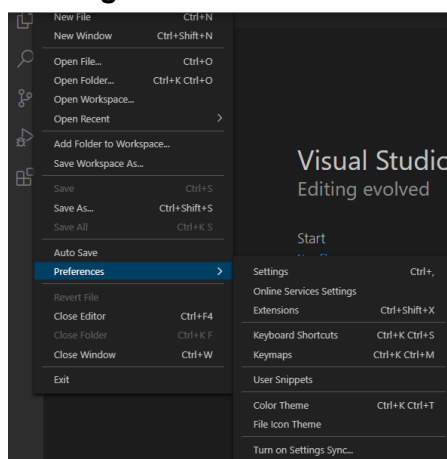 New File Ctrl+N
New Window Ctrl+Shift+N
Open File... Ctrl+O
Open Folder... Ctrl+K Ctrl+O
Open Workspace...
Open Recent >
Add Folder to Workspace...
Save Workspace As...
Save Ctrl+S
Save As... Ctrl+Shift+S
Save All Ctrl+K S
Auto Save
Preferences >
Revert File
Close Editor Ctrl+F4
Close Folder Ctrl+K F
Close Window Ctrl+W
Exit
Visual Studio
Editing evolved
Start
Settings Ctrl+,
Online Services Settings
Extensions Ctrl+Shift+X
Keyboard Shortcuts Ctrl+K Ctrl+S
Keymaps Ctrl+K Ctrl+M
User Snippets
Color Theme Ctrl+K Ctrl+T
File Icon Theme
Turn on Settings Sync...